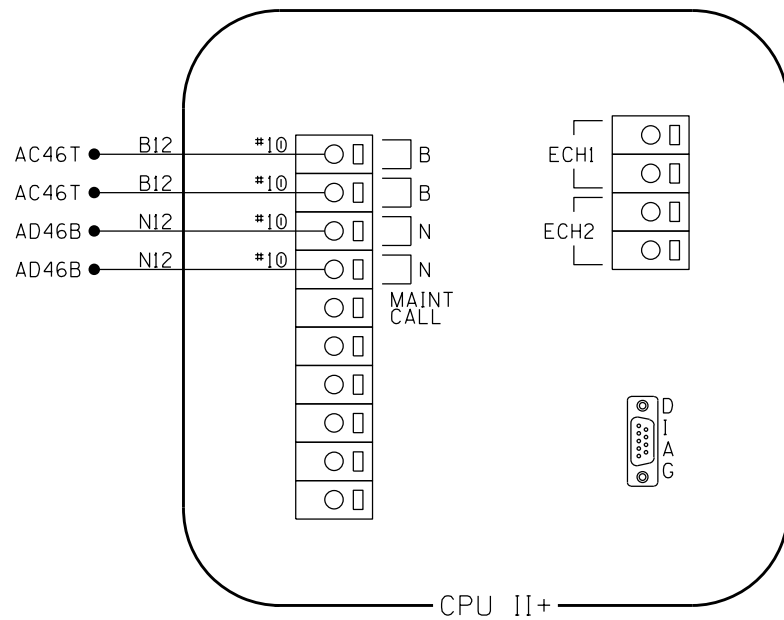 AC46T B12 #10 B
AC46T B12 #10 B
AD46B N12 #10 N
AD46B N12 #10 N
MAINT
CALL
ECH1
ECH2
D
I
A
G
CPU II+